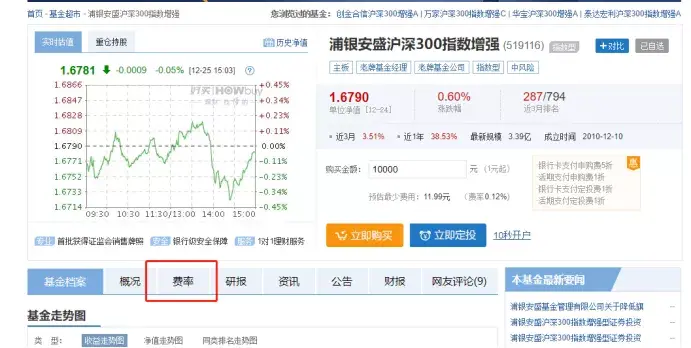 首页 - 基金超市 - 浦银安盛沪深300指数增强
您浏览过的基金： 创金合信沪深300增强A | 万家沪深300指数增强C | 华宝沪深300增强A | 泰达宏利沪深300指数增强A
实时估值 重仓持股 历史净值
1.6781 -0.0009 -0.05% [12-25 15:03]
好买 HOWbuy
1.6866 +0.45%
1.6847 +0.34%
1.6828 +0.22%
1.6809 +0.11%
1.6790 0.00%
1.6771 -0.11%
1.6752 -0.22%
1.6733 -0.34%
1.6714 -0.45%
09:30 10:30 11:30/13:00 14:00 15:00
专业 首批获得证监会销售牌照 安全 银行级安全保障 1对1理财服务
浦银安盛沪深300指数增强 (519116) 指数型 +对比 已自选
主板 老牌基金经理 老牌基金公司 指数型 中风险
1.6790 0.60% 287/794
单位净值 [12-24] 涨跌幅 近3月排名
近3月 3.51% 近1年 38.53% 最新规模 3.39亿 成立时间 2010-12-10
购买金额： 10000 元 (1元起)
预估最少费用：11.99元 (费率0.12%)
银行卡支付申购费5折
活期支付申购费1折
银行卡支付定投费1折
活期支付定投费1折
惠
立即购买 立即定投 10秒开户
基金档案 概况 费率 研报 资讯 公告 财报 网友评论(9)
基金走势图
类 型： 收益走势图 净值走势图 同类排名走势图
本基金最新要闻
浦银安盛基金管理有限公司关于降低旗 --
浦银安盛沪深300指数增强型证券投资 --
浦银安盛沪深300指数增强型证券投资 --